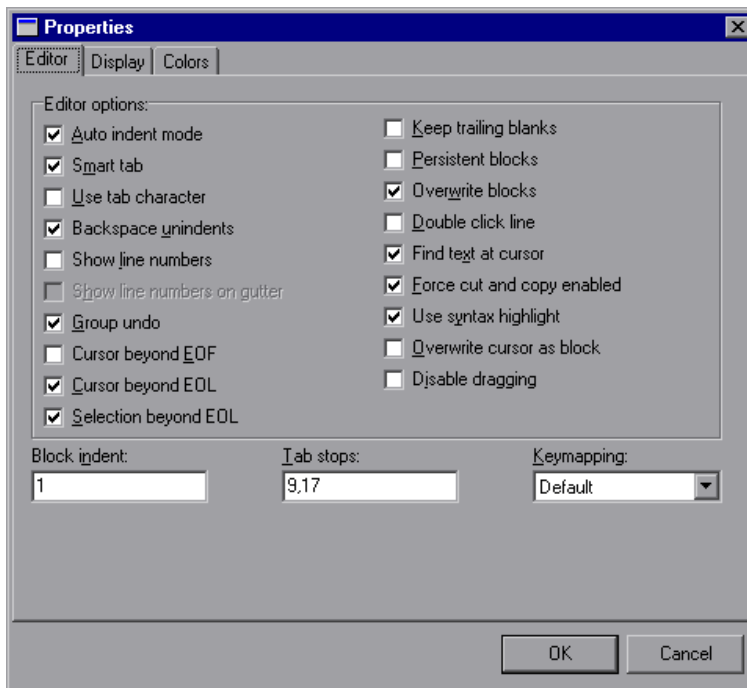 Properties
Editor
Display
Colors
Editor options:
Auto indent mode
Smart tab
Use tab character
Backspace unindents
Show line numbers
Show line numbers on gutter
Group undo
Cursor beyond EOF
Cursor beyond EOL
Selection beyond EOL
Keep trailing blanks
Persistent blocks
Overwrite blocks
Double click line
Find text at cursor
Force cut and copy enabled
Use syntax highlight
Overwrite cursor as block
Disable dragging
Block indent:
1
Tab stops:
9,17
Keymapping:
Default
OK
Cancel